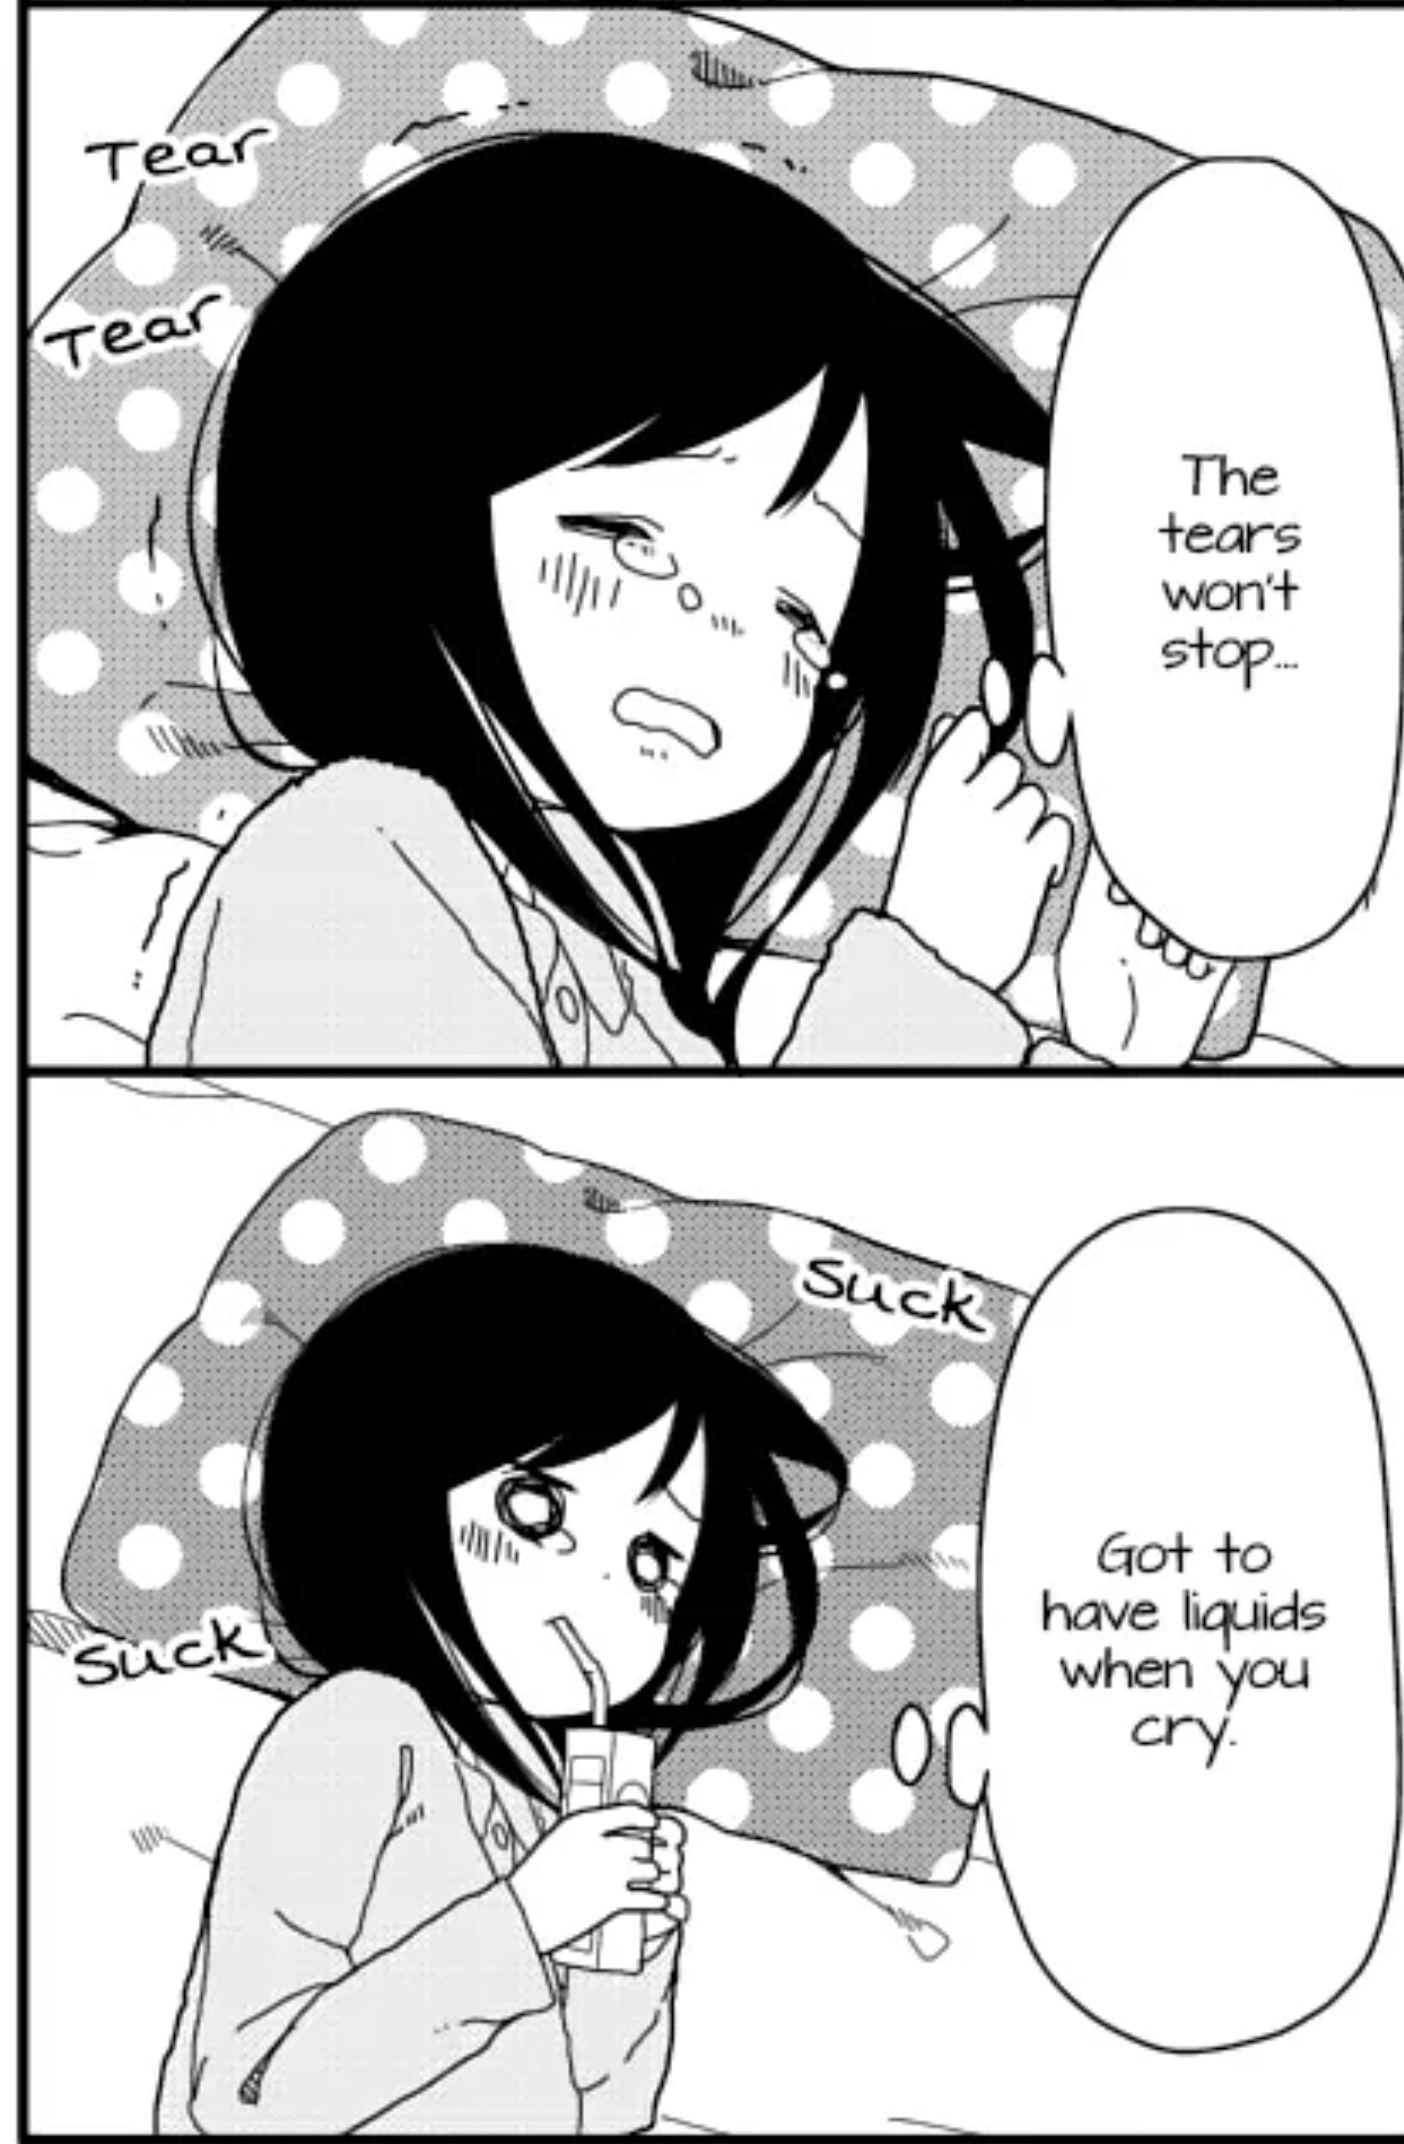 The
tears
won't
stop...
Tear
Tear
Suck
Got to
have liquids
when you
cry.
Suck